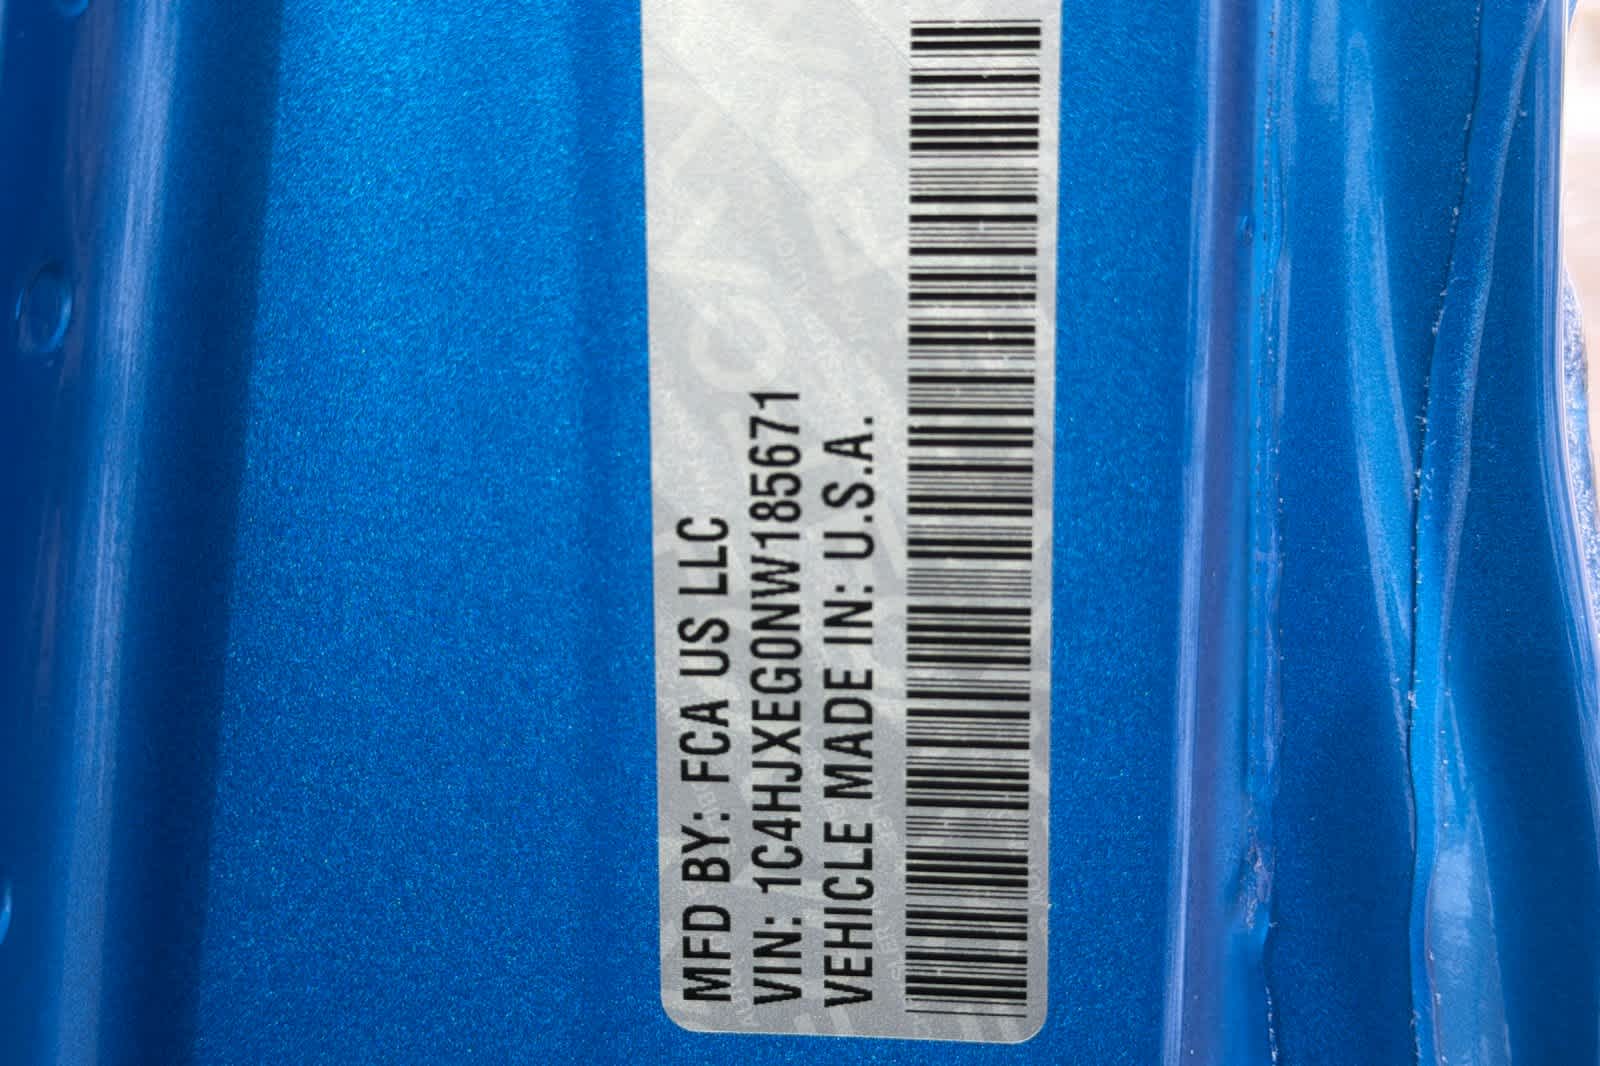 MFD BY: FCA US LLC
VIN: 1C4HJXEG0NW185671
VEHICLE MADE IN: U.S.A.